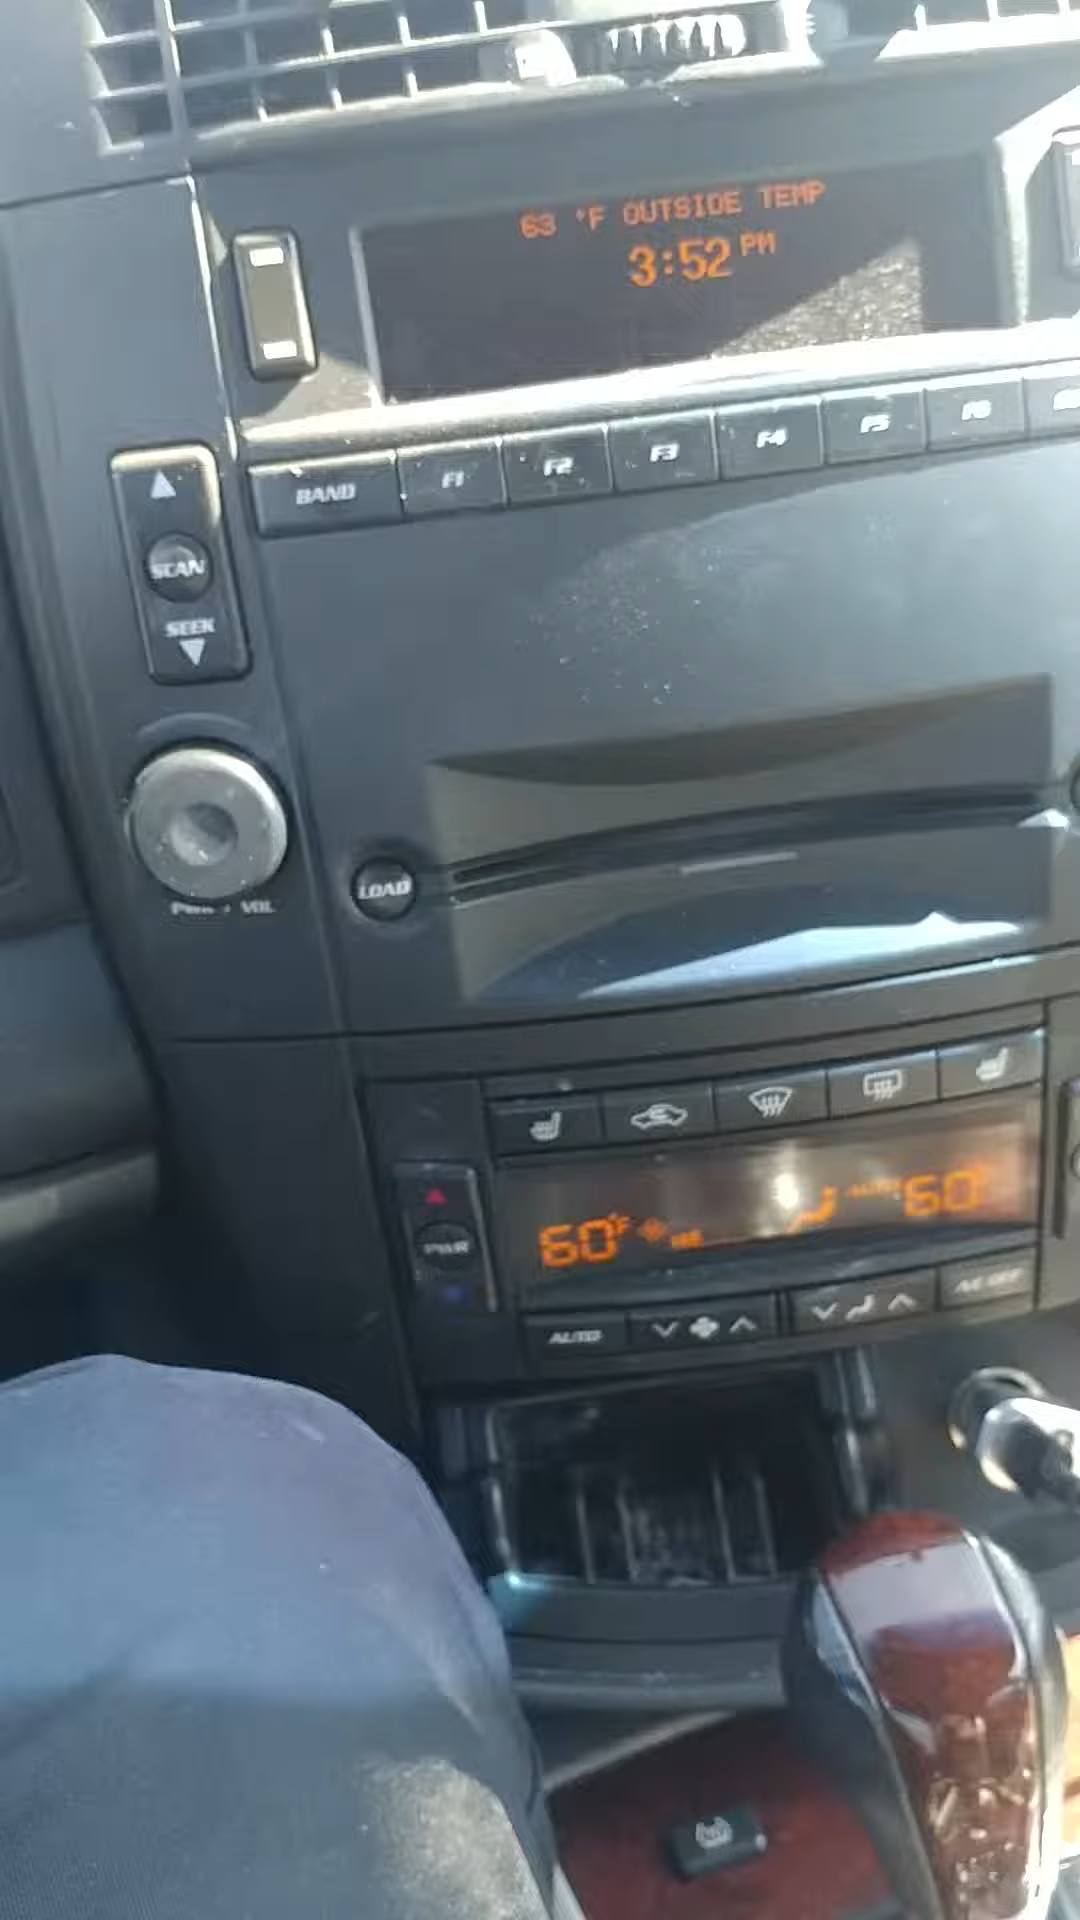 63 °F OUTSIDE TEMP
3:52 PM
BAND F1 F2 F3 F4 F5 F6
SCAN
SEEK
LOAD
VOL
60°F AUTO 60°
PWR
AUTO